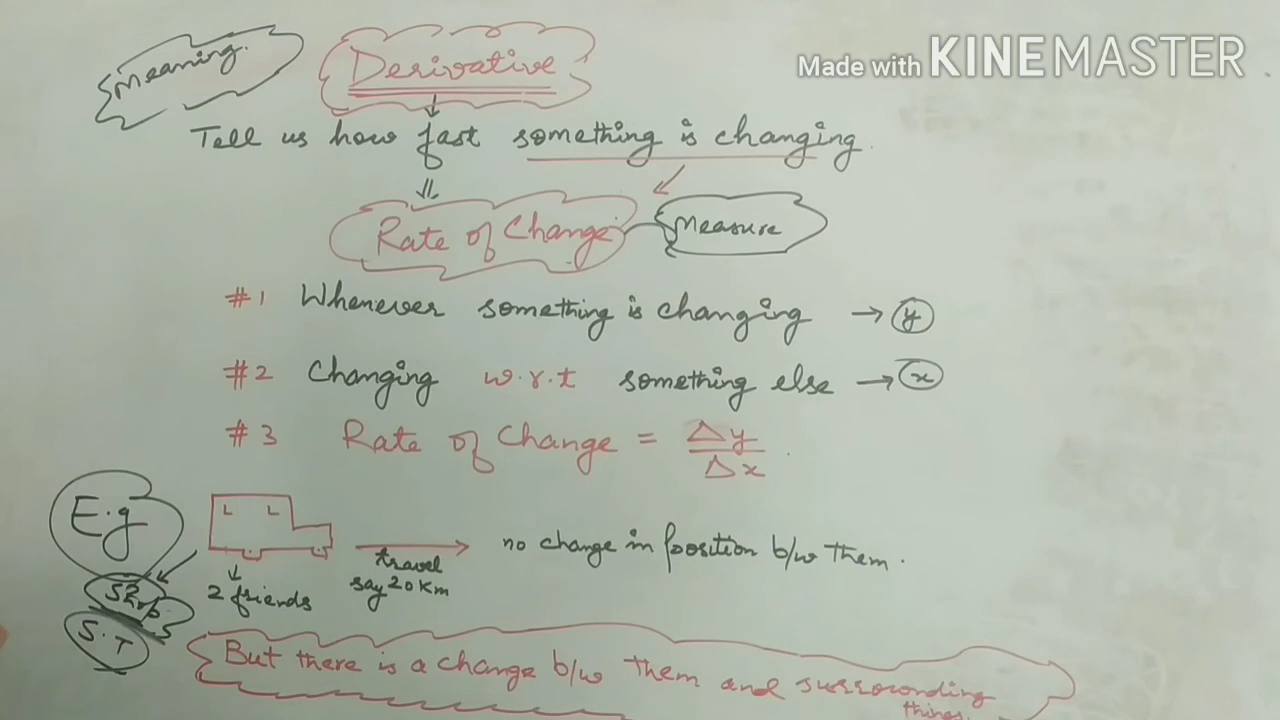 Made with KINEMASTER
Meaning.
Derivative
Tell us how fast something is changing.
Rate of Change
Measure
#1 Whenever something is changing → y
#2 Changing w.r.t something else → x
#3 Rate of Change = Δy/Δx.
E.g
2 friends
travel
say 20 Km
no change in position b/w them.
S.T
But there is a change b/w them and surrounding
things.